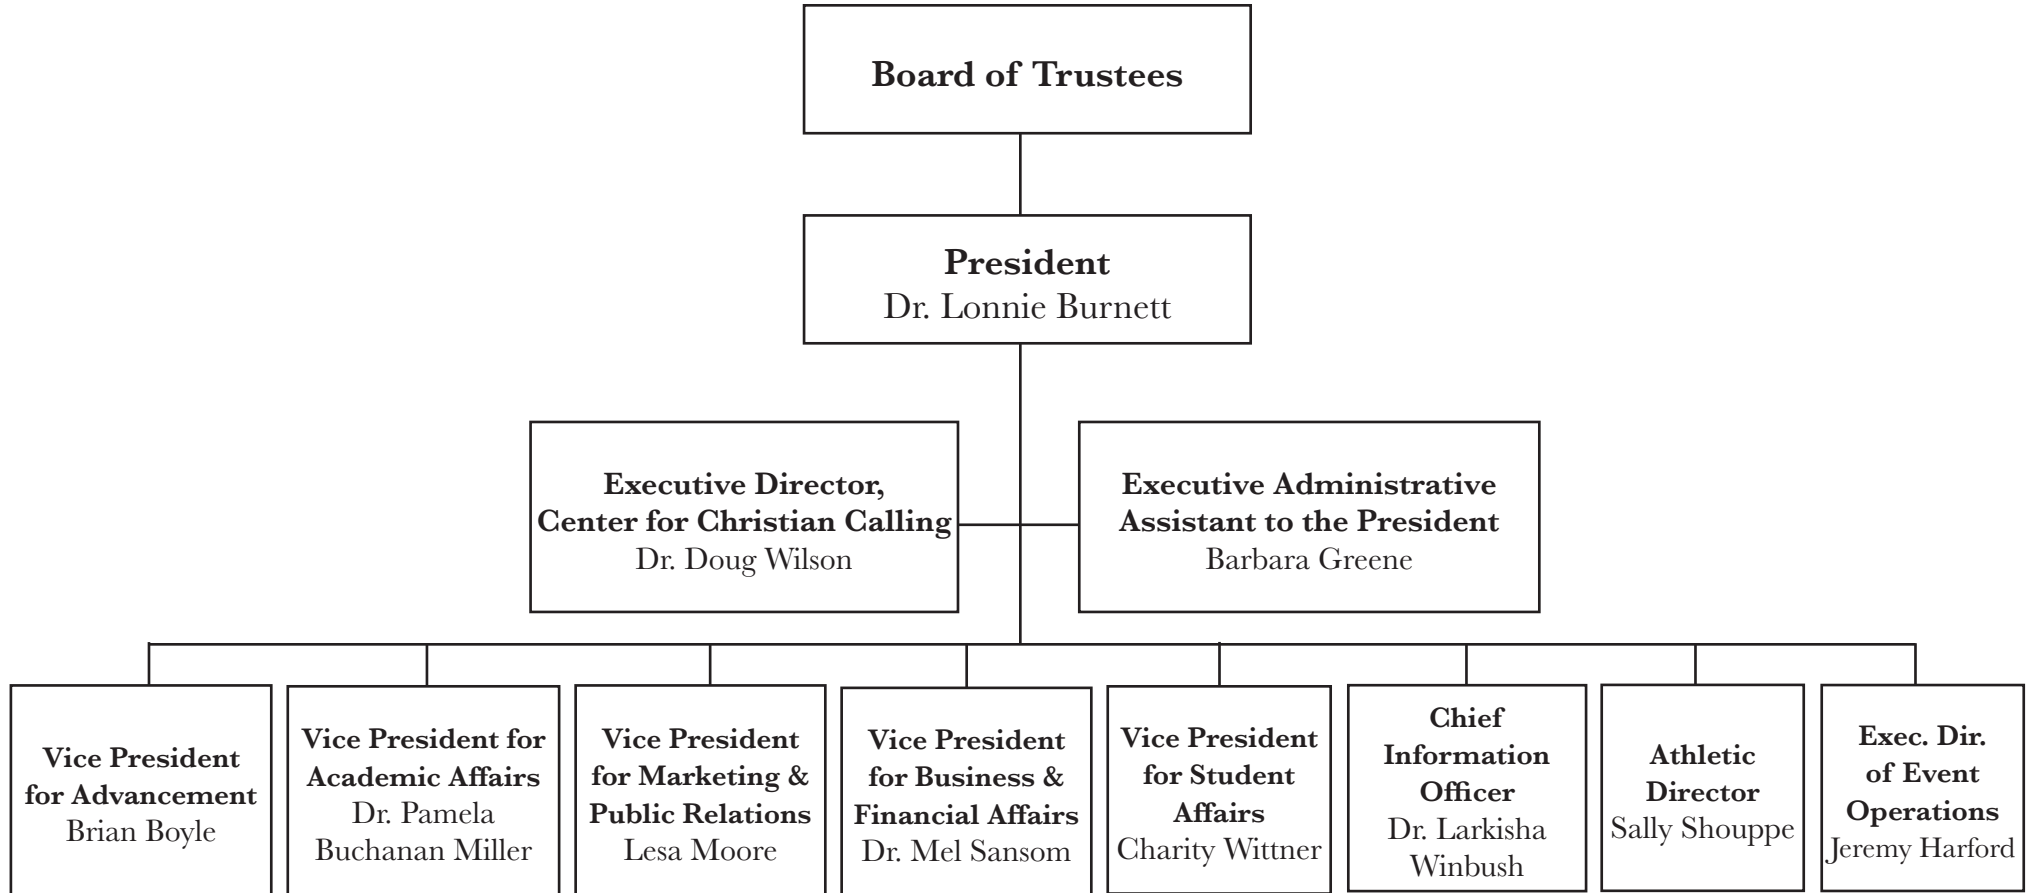 Board of Trustees
President
Dr. Lonnie Burnett
Executive Director,
Center for Christian Calling
Dr. Doug Wilson
Executive Administrative
Assistant to the President
Barbara Greene
Vice President
for Advancement
Brian Boyle
Vice President for
Academic Affairs
Dr. Pamela
Buchanan Miller
Vice President
for Marketing &
Public Relations
Lesa Moore
Vice President
for Business &
Financial Affairs
Dr. Mel Sansom
Vice President
for Student
Affairs
Charity Wittner
Chief
Information
Officer
Dr. Larkisha
Winbush
Athletic
Director
Sally Shouppe
Exec. Dir.
of Event
Operations
Jeremy Harford